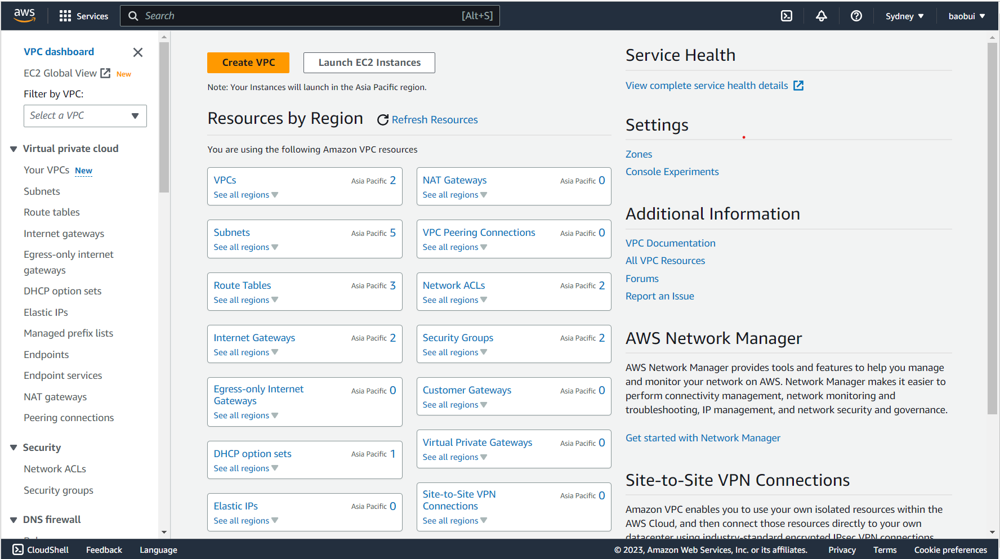 aws
Services
Search
[Alt+S]
Sydney
baobui
VPC dashboard
EC2 Global View New
Filter by VPC:
Select a VPC
Virtual private cloud
Your VPCs New
Subnets
Route tables
Internet gateways
Egress-only internet
gateways
DHCP option sets
Elastic IPs
Managed prefix lists
Endpoints
Endpoint services
NAT gateways
Peering connections
Security
Network ACLs
Security groups
DNS firewall
Create VPC
Launch EC2 Instances
Note: Your Instances will launch in the Asia Pacific region.
Resources by Region
Refresh Resources
You are using the following Amazon VPC resources
VPCs
Asia Pacific 2
See all regions
NAT Gateways
Asia Pacific 0
See all regions
Subnets
Asia Pacific 5
See all regions
VPC Peering Connections
Asia Pacific 0
See all regions
Route Tables
Asia Pacific 3
See all regions
Network ACLs
Asia Pacific 2
See all regions
Internet Gateways
Asia Pacific 2
See all regions
Security Groups
Asia Pacific 2
See all regions
Egress-only Internet
Gateways
Asia Pacific 0
See all regions
Customer Gateways
Asia Pacific 0
See all regions
DHCP option sets
Asia Pacific 1
See all regions
Virtual Private Gateways
Asia Pacific 0
See all regions
Elastic IPs
Asia Pacific 0
See all regions
Site-to-Site VPN
Connections
Asia Pacific 0
See all regions
Service Health
View complete service health details
Settings
Zones
Console Experiments
Additional Information
VPC Documentation
All VPC Resources
Forums
Report an Issue
AWS Network Manager
AWS Network Manager provides tools and features to help you manage
and monitor your network on AWS. Network Manager makes it easier to
perform connectivity management, network monitoring and
troubleshooting, IP management, and network security and governance.
Get started with Network Manager
Site-to-Site VPN Connections
Amazon VPC enables you to use your own isolated resources within the
AWS Cloud, and then connect those resources directly to your own
datacenter using industry-standard encrypted IPsec VPN connections.
CloudShell
Feedback
Language
© 2023, Amazon Web Services, Inc. or its affiliates.
Privacy
Terms
Cookie preferences